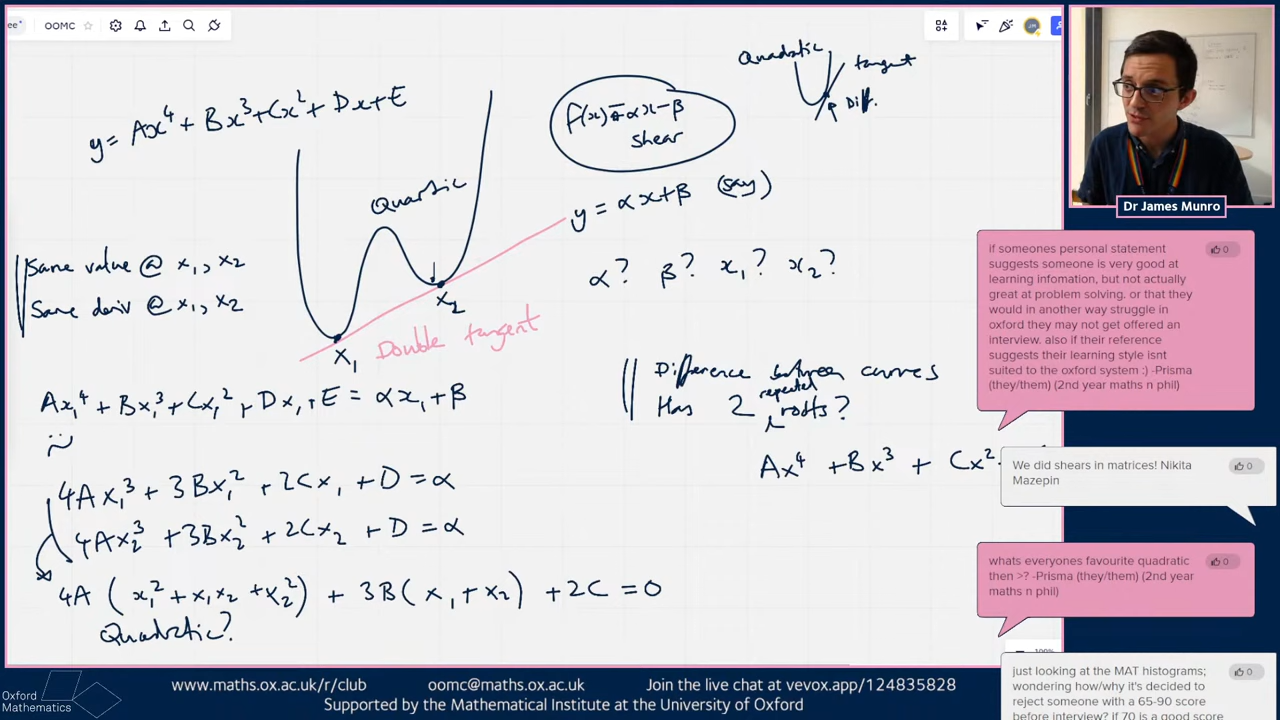 OOMC
y = Ax⁴ + Bx³ + Cx² + Dx + E
Quartic
f(x) - αx - β
shear
Quadratic
tangent
Diff.
y = αx + β (say)
Same value @ x₁, x₂
Same deriv @ x₁, x₂
α? β? x₁? x₂?
x₂
x₁
Double tangent
Difference between curves
Has 2 repeated roots?
Ax₁⁴ + Bx₁³ + Cx₁² + Dx₁ + E = αx₁ + β
Ax⁴ + Bx³ + Cx²
4Ax₁³ + 3Bx₁² + 2Cx₁ + D = α
4Ax₂³ + 3Bx₂² + 2Cx₂ + D = α
4A (x₁² + x₁x₂ + x₂²) + 3B(x₁ + x₂) + 2C = 0
Quadratic?
Dr James Munro
if someones personal statement
suggests someone is very good at
learning infomation, but not actually
great at problem solving. or that they
would in another way struggle in
oxford they may not get offered an
interview. also if their reference
suggests their learning style isnt
suited to the oxford system :) -Prisma
(they/them) (2nd year maths n phil)
0
We did shears in matrices! Nikita
Mazepin
0
whats everyones favourite quadratic
then >? -Prisma (they/them) (2nd year
maths n phil)
0
just looking at the MAT histograms;
wondering how/why it's decided to
reject someone with a 65-90 score
before interview? if 70 is a good score
0
100%
Oxford
Mathematics
www.maths.ox.ac.uk/r/club oomc@maths.ox.ac.uk Join the live chat at vevox.app/124835828
Supported by the Mathematical Institute at the University of Oxford